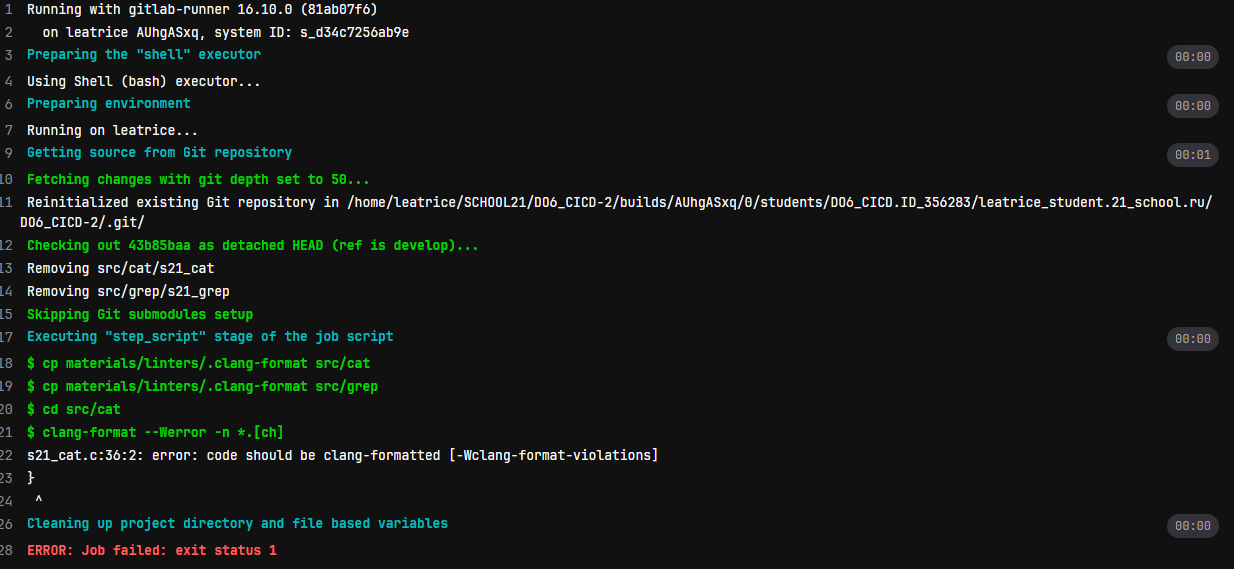 1 Running with gitlab-runner 16.10.0 (81ab07f6)
2 on leatrice AUhgASxq, system ID: s_d34c7256ab9e
3 Preparing the "shell" executor 00:00
4 Using Shell (bash) executor...
6 Preparing environment 00:00
7 Running on leatrice...
9 Getting source from Git repository 00:01
10 Fetching changes with git depth set to 50...
11 Reinitialized existing Git repository in /home/leatrice/SCHOOL21/DO6_CICD-2/builds/AUhgASxq/0/students/DO6_CICD.ID_356283/leatrice_student.21_school.ru/
DO6_CICD-2/.git/
12 Checking out 43b85baa as detached HEAD (ref is develop)...
13 Removing src/cat/s21_cat
14 Removing src/grep/s21_grep
15 Skipping Git submodules setup
17 Executing "step_script" stage of the job script 00:00
18 $ cp materials/linters/.clang-format src/cat
19 $ cp materials/linters/.clang-format src/grep
20 $ cd src/cat
21 $ clang-format --Werror -n *.[ch]
22 s21_cat.c:36:2: error: code should be clang-formatted [-Wclang-format-violations]
23 }
24 ^
26 Cleaning up project directory and file based variables 00:00
28 ERROR: Job failed: exit status 1